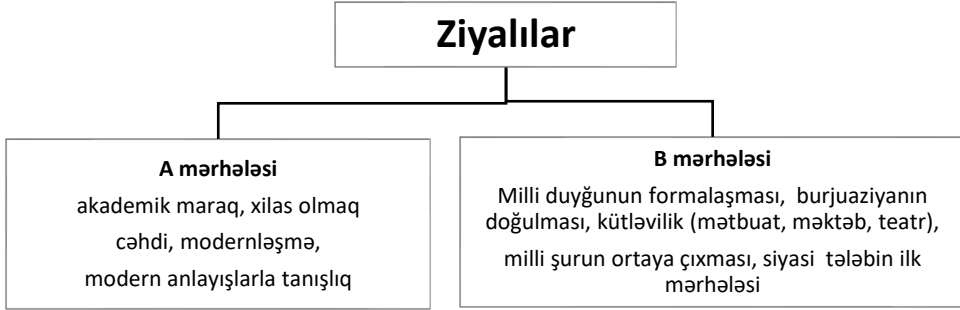 Ziyalılar
A mərhələsi
akademik maraq, xilas olmaq
cəhdi, modernləşmə,
modern anlayışlarla tanışlıq
B mərhələsi
Milli duyğunun formalaşması, burjuaziyanın
doğulması, kütləvilik (mətbuat, məktəb, teatr),
milli şurun ortaya çıxması, siyasi tələbin ilk
mərhələsi